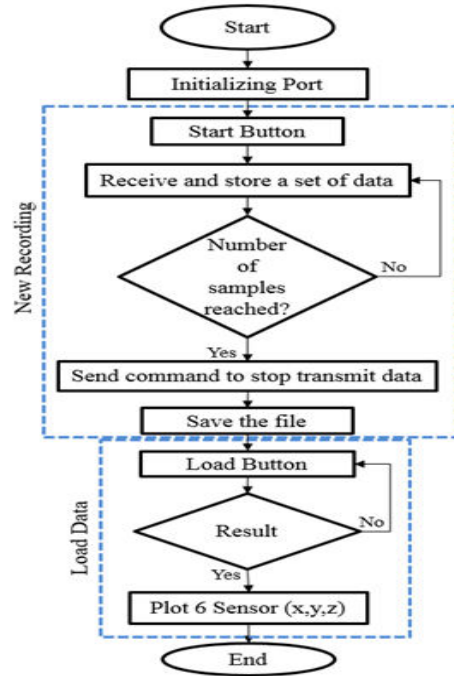 Start
Initializing Port
New Recording
Start Button
Receive and store a set of data
Number
of
samples
reached?
No
Yes
Send command to stop transmit data
Save the file
Load Data
Load Button
Result
No
Yes
Plot 6 Sensor (x,y,z)
End